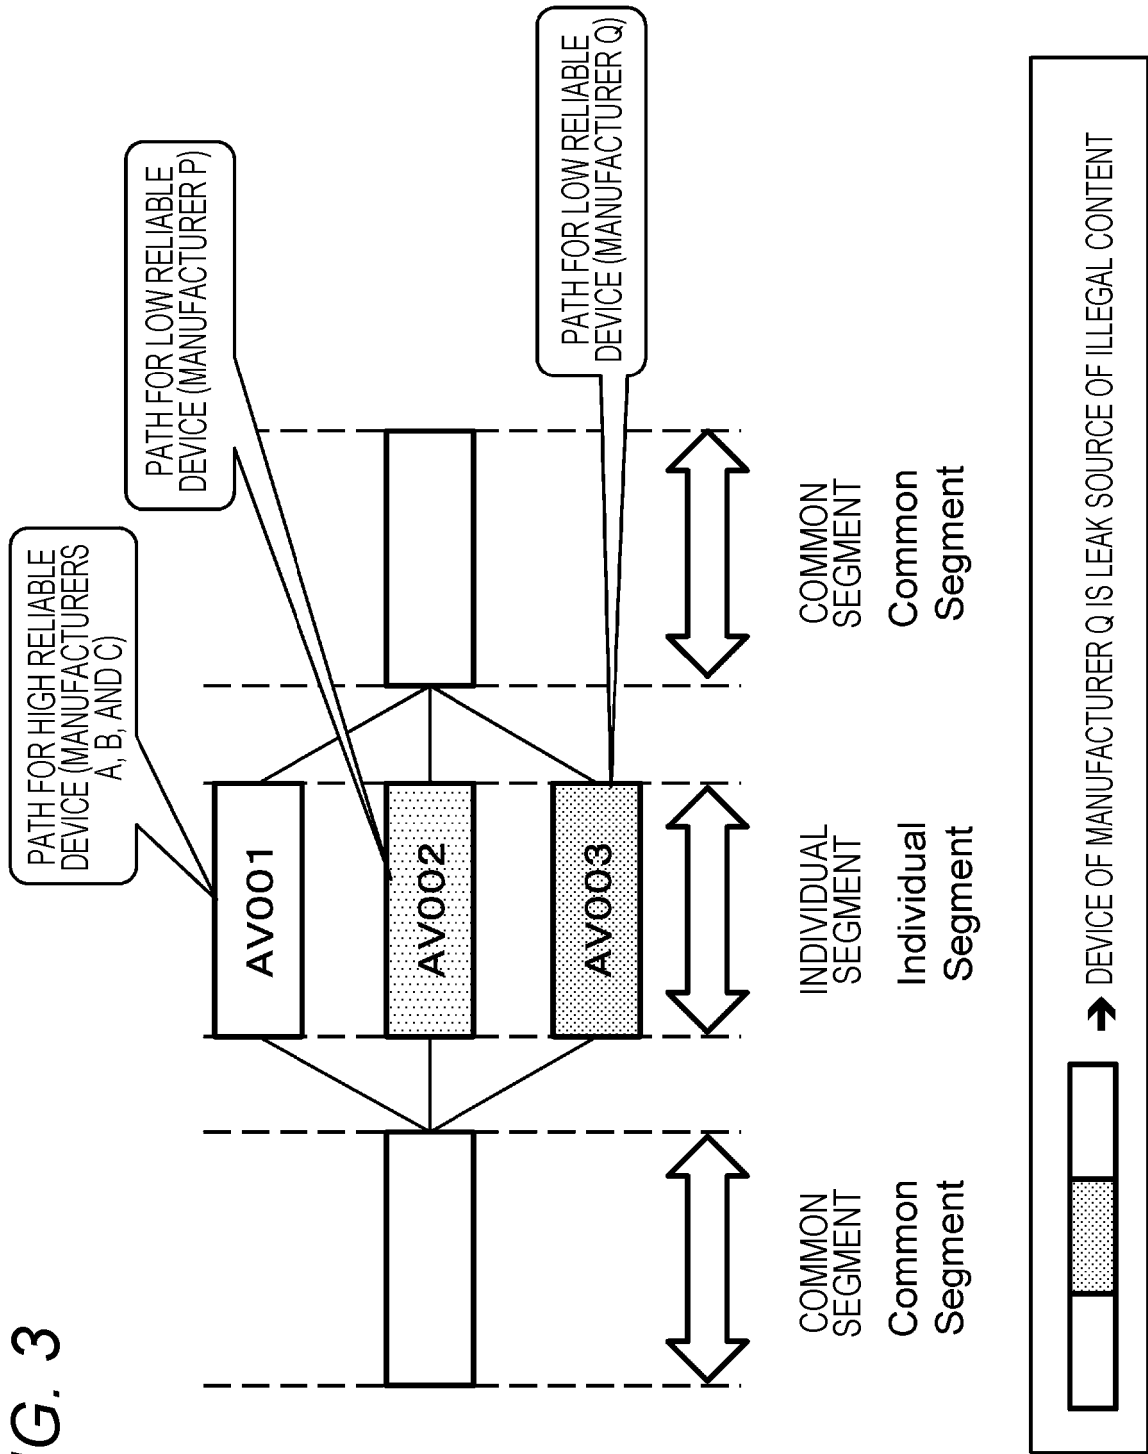 IG. 3
PATH FOR HIGH RELIABLE
DEVICE (MANUFACTURERS
A, B, AND C)
PATH FOR LOW RELIABLE
DEVICE (MANUFACTURER P)
PATH FOR LOW RELIABLE
DEVICE (MANUFACTURER Q)
AV001
AV002
AV003
COMMON
SEGMENT
Common
Segment
INDIVIDUAL
SEGMENT
Individual
Segment
COMMON
SEGMENT
Common
Segment
➔ DEVICE OF MANUFACTURER Q IS LEAK SOURCE OF ILLEGAL CONTENT